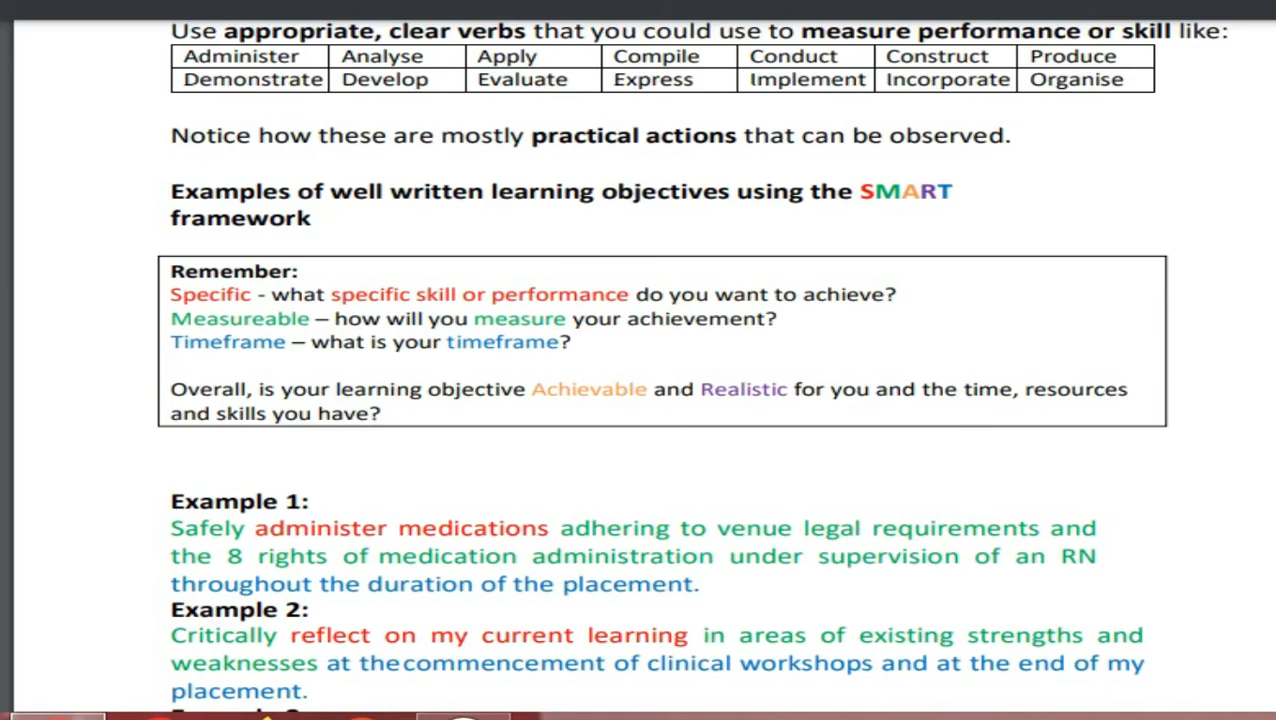 Use appropriate, clear verbs that you could use to measure performance or skill like:
Administer Analyse Apply Compile Conduct Construct Produce
Demonstrate Develop Evaluate Express Implement Incorporate Organise
Notice how these are mostly practical actions that can be observed.
Examples of well written learning objectives using the SMART
framework
Remember:
Specific - what specific skill or performance do you want to achieve?
Measureable – how will you measure your achievement?
Timeframe – what is your timeframe?
Overall, is your learning objective Achievable and Realistic for you and the time, resources
and skills you have?
Example 1:
Safely administer medications adhering to venue legal requirements and
the 8 rights of medication administration under supervision of an RN
throughout the duration of the placement.
Example 2:
Critically reflect on my current learning in areas of existing strengths and
weaknesses at thecommencement of clinical workshops and at the end of my
placement.